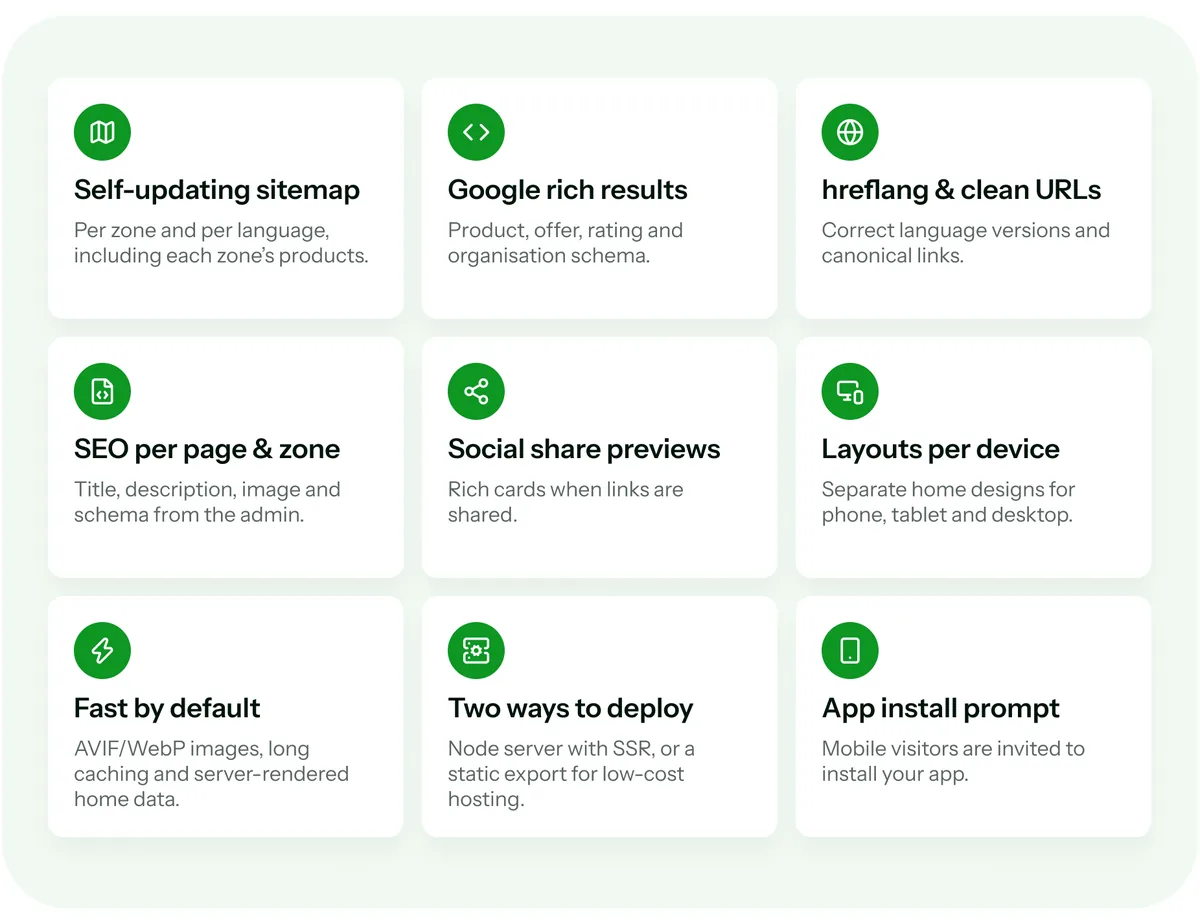 Self-updating sitemap
Per zone and per language,
including each zone’s products.
Google rich results
Product, offer, rating and
organisation schema.
hreflang & clean URLs
Correct language versions and
canonical links.
SEO per page & zone
Title, description, image and
schema from the admin.
Social share previews
Rich cards when links are
shared.
Layouts per device
Separate home designs for
phone, tablet and desktop.
Fast by default
AVIF/WebP images, long
caching and server-rendered
home data.
Two ways to deploy
Node server with SSR, or a
static export for low-cost
hosting.
App install prompt
Mobile visitors are invited to
install your app.